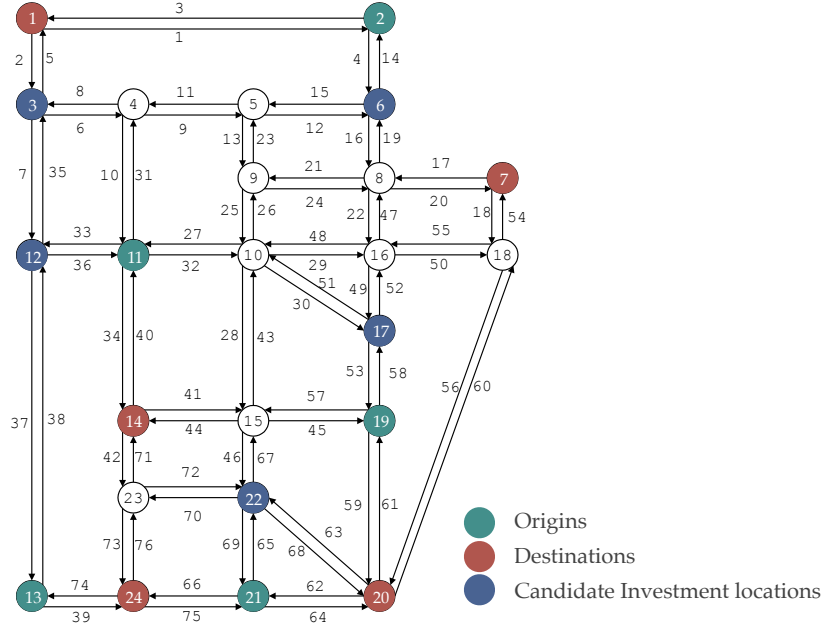 3
1 2
1
2 5 4 14
8 11 15
3 4 5 6
6 9 12
13 23 16 19
21 17
9 8 7
7 35 10 31 24 20
25 26 22 47 18 54
33 27 48 55
12 11 10 16 18
36 32 29 50
51
30 49 52
17
34 40 28 43 53 58
56 60
41 57
14 15 19
37 38 44 45
42 71 46 67
72
23 22
70 59 61
63
73 76 69 65 68
74 66 62
13 24 21 20
39 75 64
Origins
Destinations
Candidate Investment locations